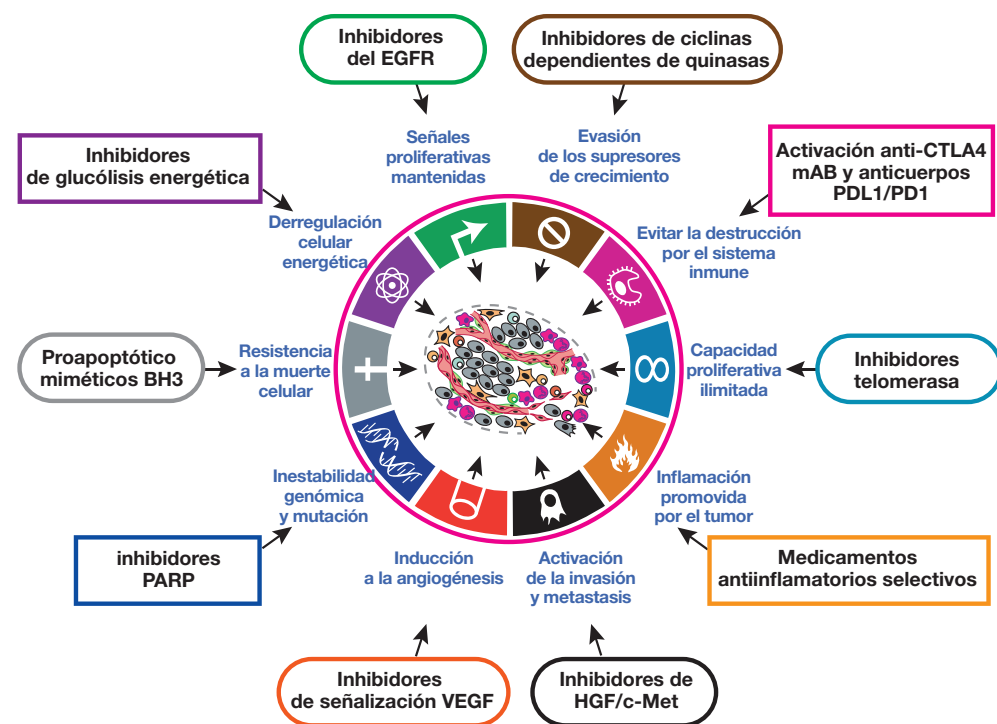 Inhibidores
del EGFR
Inhibidores de ciclinas
dependientes de quinasas
Señales
proliferativas
mantenidas
Evasión
de los supresores
de crecimiento
Inhibidores
de glucólisis energética
Activación anti-CTLA4
mAB y anticuerpos
PDL1/PD1
Derregulación
celular
energética
Evitar la destrucción
por el sistema
inmune
Proapoptótico
miméticos BH3
Resistencia
a la muerte
celular
Capacidad
proliferativa
ilimitada
Inhibidores
telomerasa
Inestabilidad
genómica
y mutación
Inflamación
promovida
por el tumor
inhibidores
PARP
Inducción
a la angiogénesis
Activación
de la invasión
y metastasis
Medicamentos
antiinflamatorios selectivos
Inhibidores
de señalización VEGF
Inhibidores de
HGF/c-Met